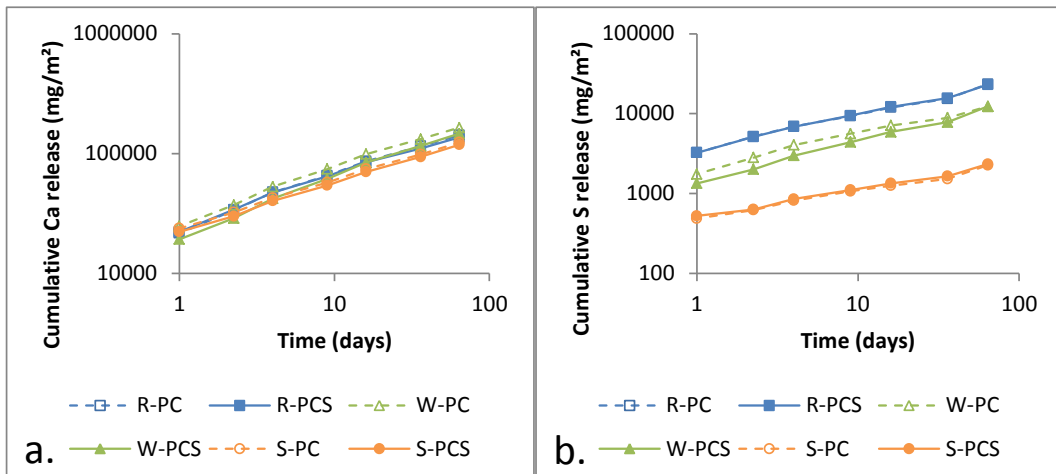 Cumulative Ca release (mg/m²)
1000000
100000
10000
1 10 100
Time (days)
R-PC R-PCS W-PC
W-PCS S-PC S-PCS
a.
Cumulative S release (mg/m²)
100000
10000
1000
100
1 10 100
Time (days)
R-PC R-PCS W-PC
W-PCS S-PC S-PCS
b.